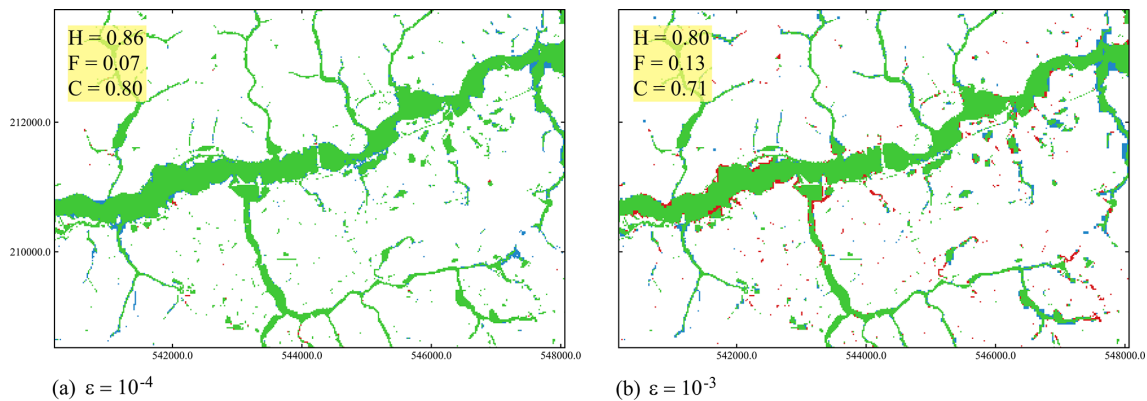 H = 0.86
F = 0.07
C = 0.80
212000.0
210000.0
542000.0
544000.0
546000.0
548000.0
(a) ε = 10⁻⁴
H = 0.80
F = 0.13
C = 0.71
542000.0
544000.0
546000.0
548000.0
(b) ε = 10⁻³